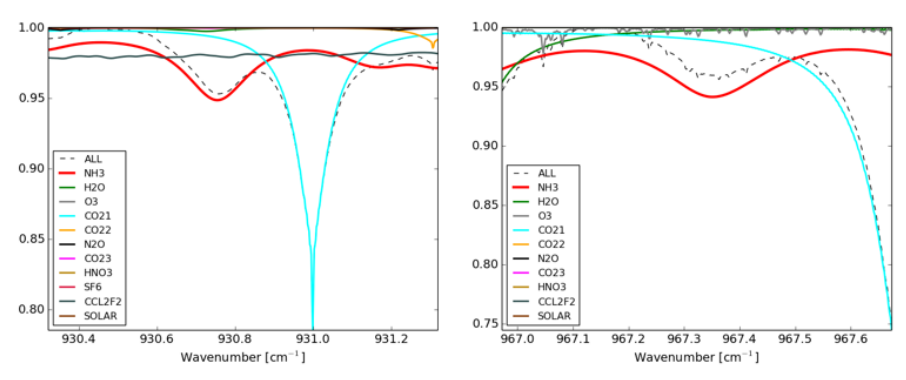 1.00
0.95
0.90
0.85
0.80
ALL
NH3
H2O
O3
CO21
CO22
N2O
CO23
HNO3
SF6
CCL2F2
SOLAR
930.4 930.6 930.8 931.0 931.2
Wavenumber [cm⁻¹]
1.00
0.95
0.90
0.85
0.80
0.75
ALL
NH3
H2O
O3
CO21
CO22
N2O
CO23
HNO3
SOLAR
967.0 967.1 967.2 967.3 967.4 967.5 967.6
Wavenumber [cm⁻¹]